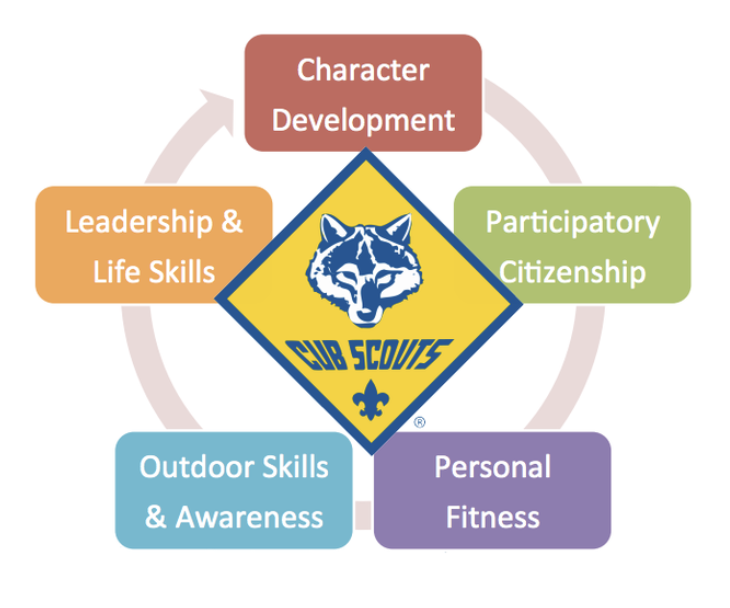 Character
Development
Participatory
Citizenship
Personal
Fitness
Outdoor Skills
& Awareness
Leadership &
Life Skills
CUB SCOUTS
®